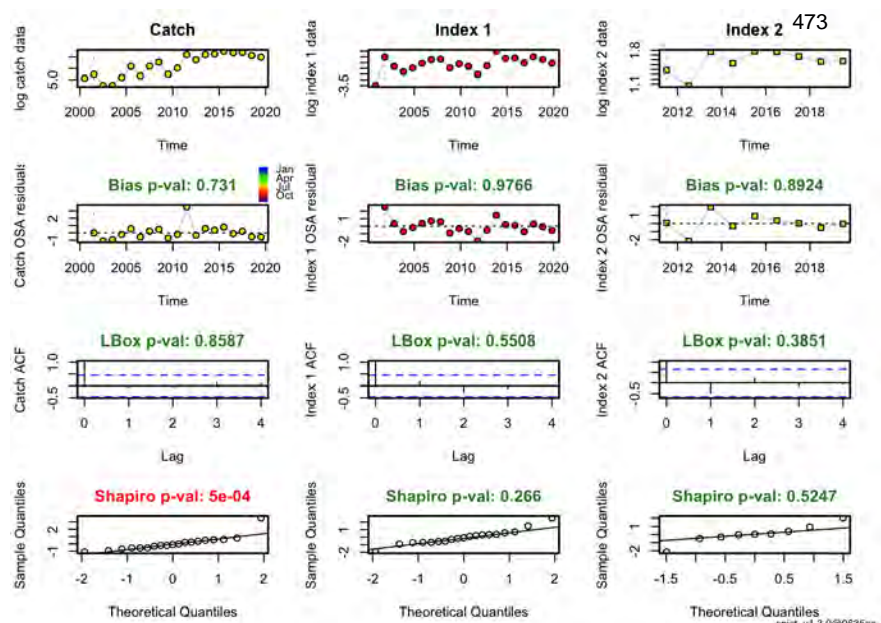 473
Catch
Index 1
Index 2
log catch data
5.0
2000 2005 2010 2015 2020
Time
log index 1 data
-3.5
2005 2010 2015 2020
Time
log index 2 data
1.1 1.8
2012 2014 2016 2018
Time
Bias p-val: 0.731
Jan
Apr
Jul
Oct
Catch OSA residuals
-1 2
2000 2005 2010 2015 2020
Time
Bias p-val: 0.9766
Index 1 OSA residual
-2 1
2005 2010 2015 2020
Time
Bias p-val: 0.8924
Index 2 OSA residual
-2 1
2012 2014 2016 2018
Time
LBox p-val: 0.8587
Catch ACF
-0.5 1.0
0 1 2 3 4
Lag
LBox p-val: 0.5508
Index 1 ACF
-0.5 1.0
0 1 2 3 4
Lag
LBox p-val: 0.3851
Index 2 ACF
-0.5
0 1 2 3 4
Lag
Shapiro p-val: 5e-04
Sample Quantiles
-1 2
-2 -1 0 1 2
Theoretical Quantiles
Shapiro p-val: 0.266
Sample Quantiles
-2 1
-2 -1 0 1 2
Theoretical Quantiles
Shapiro p-val: 0.5247
Sample Quantiles
-2 1
-1.5 -0.5 0.5 1.5
Theoretical Quantiles